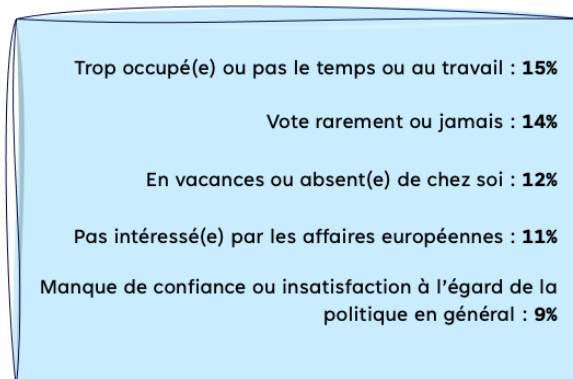 Trop occupé(e) ou pas le temps ou au travail : 15%
Vote rarement ou jamais : 14%
En vacances ou absent(e) de chez soi : 12%
Pas intéressé(e) par les affaires européennes : 11%
Manque de confiance ou insatisfaction à l’égard de la
politique en général : 9%